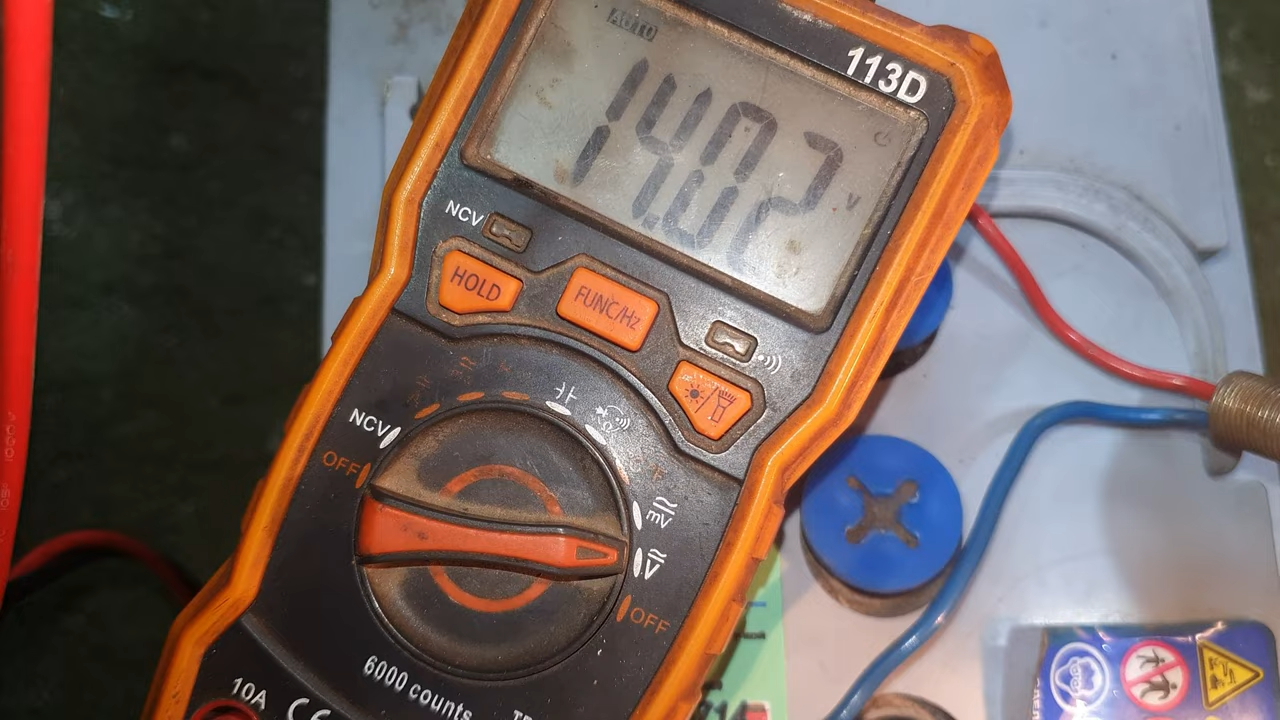 AUTO
113D
14.02
V
NCV
HOLD
FUNC/Hz
NCV
OFF
mV
V
OFF
6000 counts
10A